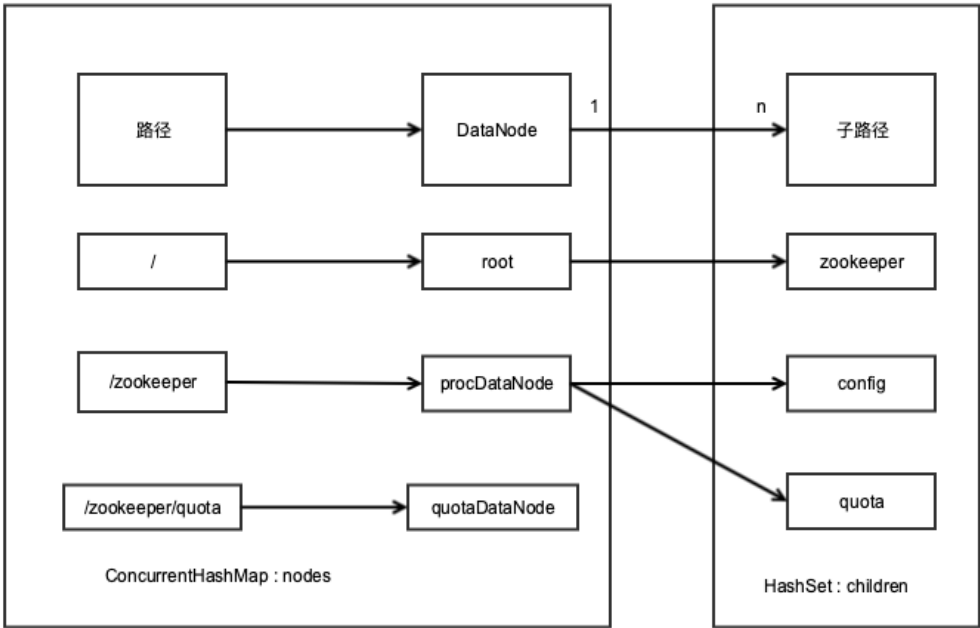 路径
DataNode
1
n
子路径
/
root
zookeeper
/zookeeper
procDataNode
config
/zookeeper/quota
quotaDataNode
quota
ConcurrentHashMap : nodes
HashSet : children